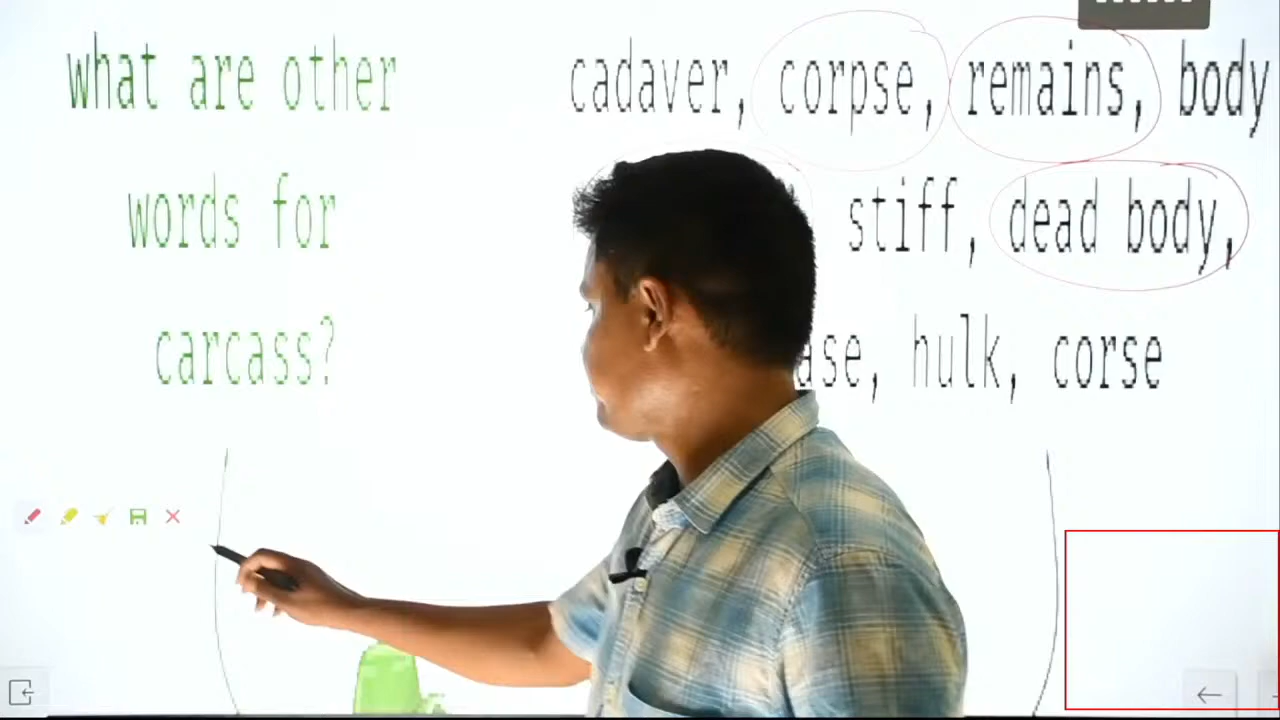 what are other
words for
carcass?
cadaver, corpse, remains, body
stiff, dead body,
hulk, corse